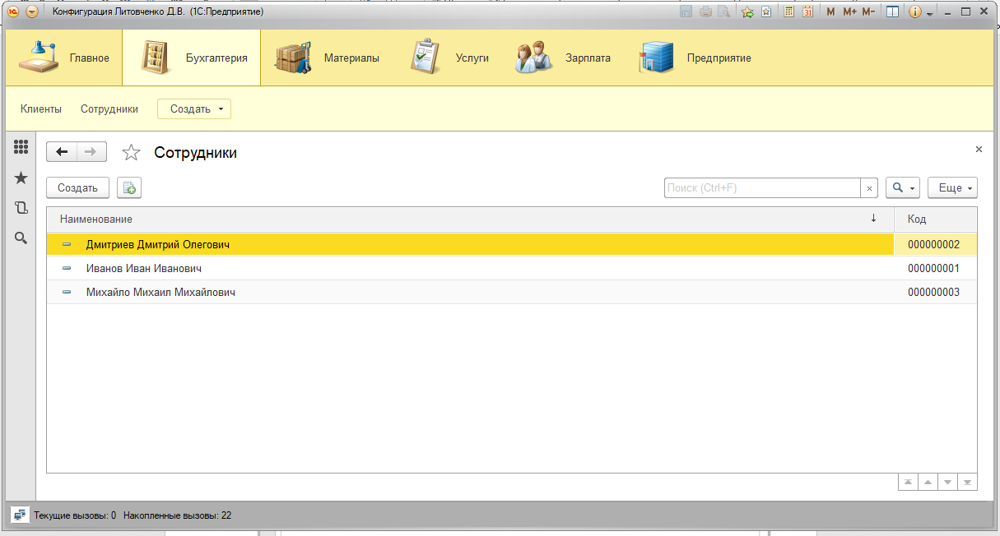 Конфигурация Литовченко Д.В. (1С:Предприятие)
M M+ M-
31
Главное Бухгалтерия Материалы Услуги Зарплата Предприятие
Клиенты Сотрудники Создать
Сотрудники
Создать Поиск (Ctrl+F) Еще
Наименование Код
Дмитриев Дмитрий Олегович 000000002
Иванов Иван Иванович 000000001
Михайло Михаил Михайлович 000000003
Текущие вызовы: 0 Накопленные вызовы: 22